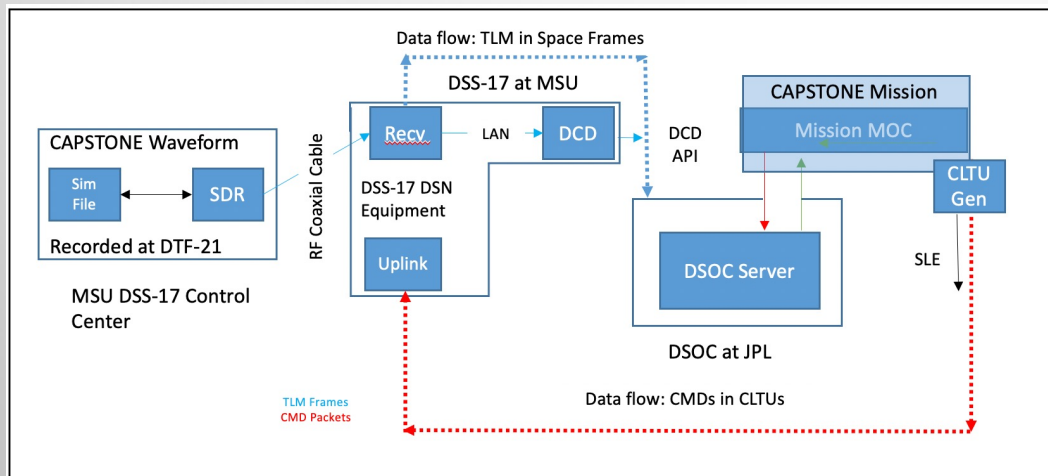 Data flow: TLM in Space Frames
DSS-17 at MSU
CAPSTONE Mission
Mission MOC
CAPSTONE Waveform
Sim
File
SDR
Recorded at DTF-21
MSU DSS-17 Control
Center
RF Coaxial Cable
Recv
LAN
DCD
DSS-17 DSN
Equipment
Uplink
DCD
API
CLTU
Gen
SLE
DSOC Server
DSOC at JPL
TLM Frames
CMD Packets
Data flow: CMDs in CLTUs